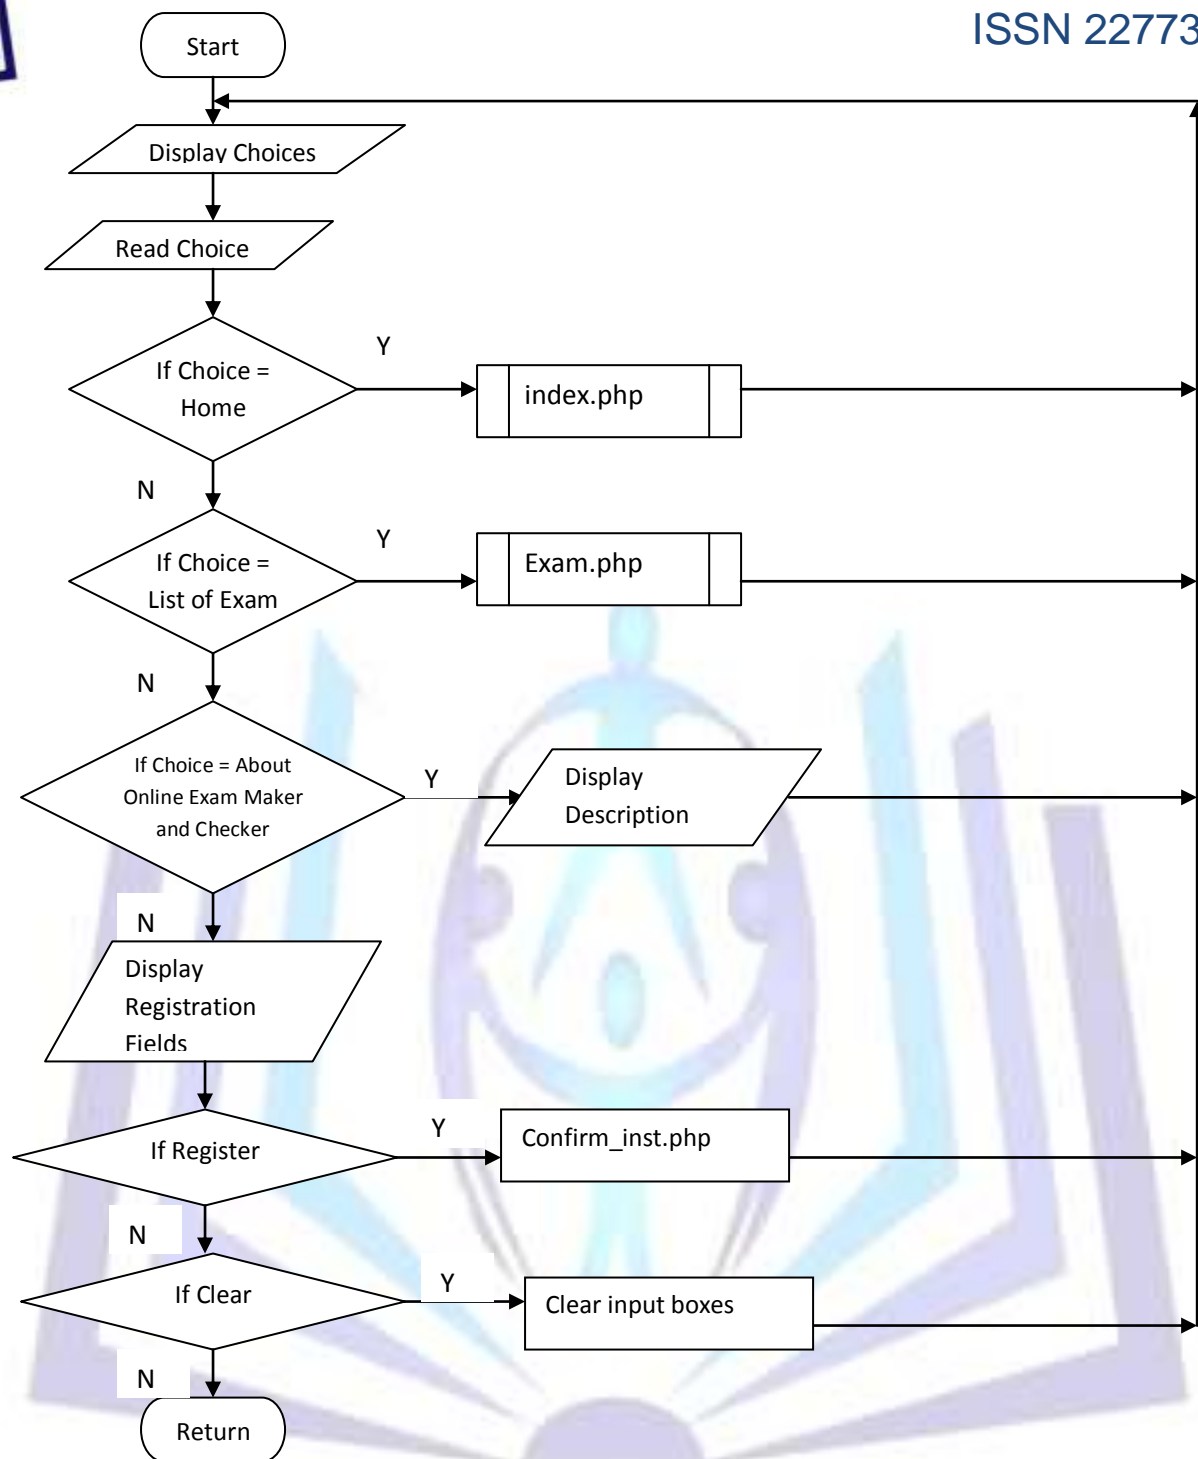 ISSN 22773
Start
Display Choices
Read Choice
If Choice =
Home
Y
index.php
N
If Choice =
List of Exam
Y
Exam.php
N
If Choice = About
Online Exam Maker
and Checker
Y
Display
Description
N
Display
Registration
Fields
If Register
Y
Confirm_inst.php
N
If Clear
Y
Clear input boxes
N
Return